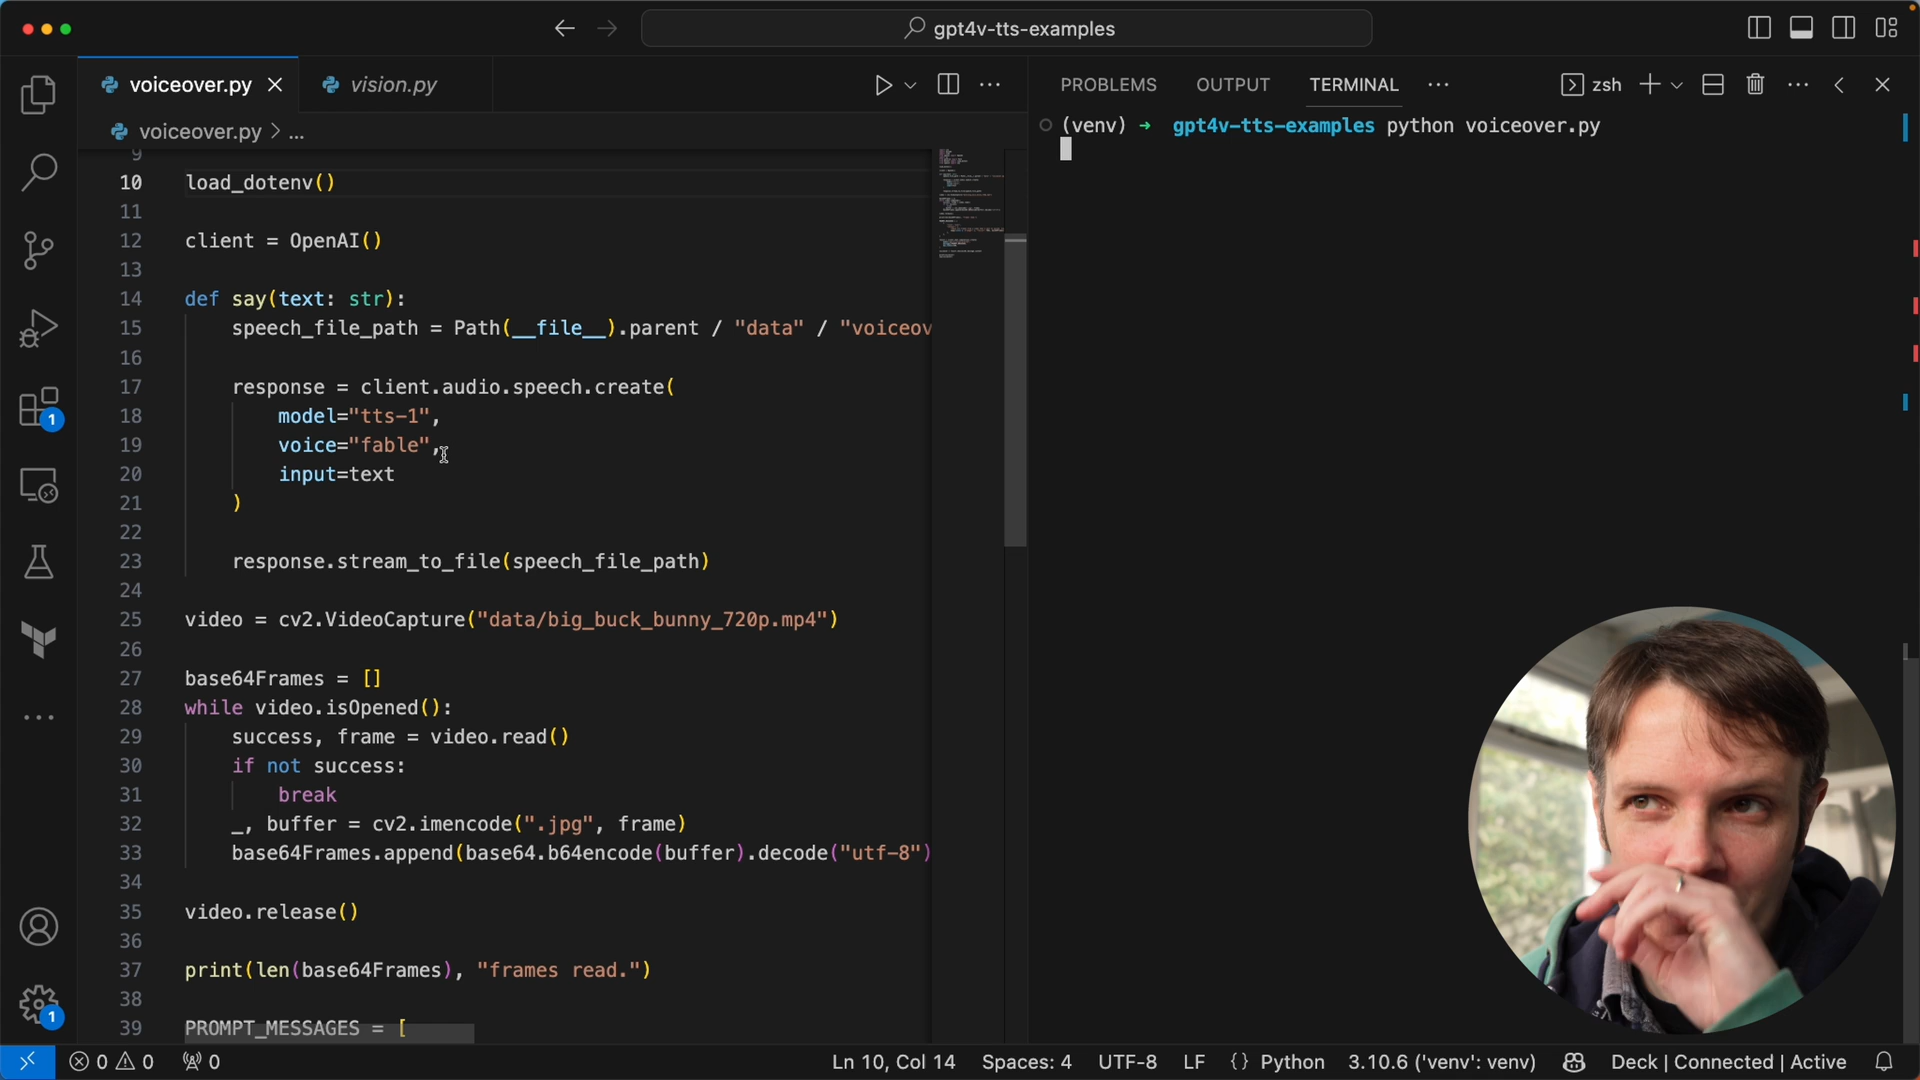 gpt4v-tts-examples
voiceover.py
vision.py
PROBLEMS
OUTPUT
TERMINAL
zsh
voiceover.py > ...
(venv) → gpt4v-tts-examples python voiceover.py
9
10 load_dotenv()
11
12 client = OpenAI()
13
14 def say(text: str):
15 speech_file_path = Path(__file__).parent / "data" / "voiceov
16
17 response = client.audio.speech.create(
18 model="tts-1",
19 voice="fable",
20 input=text
21 )
22
23 response.stream_to_file(speech_file_path)
24
25 video = cv2.VideoCapture("data/big_buck_bunny_720p.mp4")
26
27 base64Frames = []
28 while video.isOpened():
29 success, frame = video.read()
30 if not success:
31 break
32 _, buffer = cv2.imencode(".jpg", frame)
33 base64Frames.append(base64.b64encode(buffer).decode("utf-8")
34
35 video.release()
36
37 print(len(base64Frames), "frames read.")
38
39 PROMPT_MESSAGES = [
1
1
0 0 0
Ln 10, Col 14
Spaces: 4
UTF-8
LF
{} Python
3.10.6 ('venv': venv)
Deck | Connected | Active